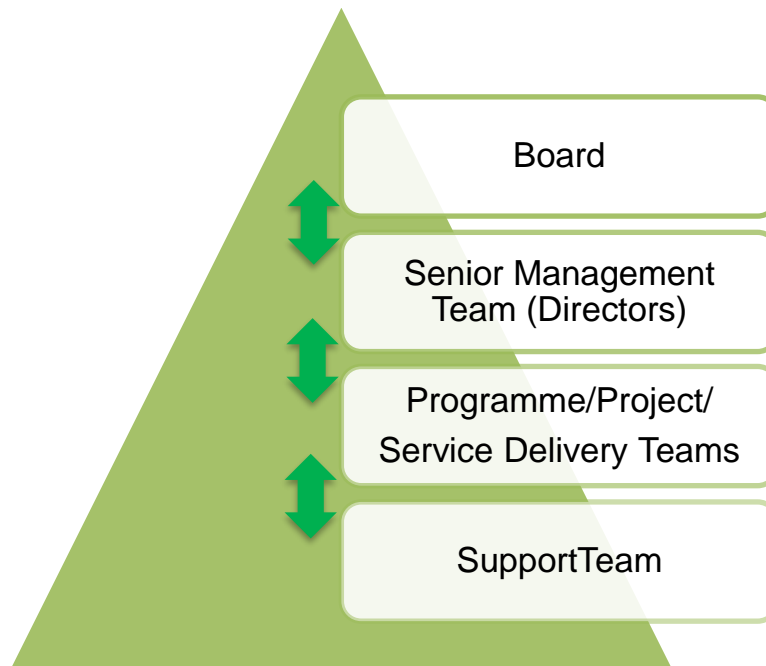 Board
Senior Management
Team (Directors)
Programme/Project/
Service Delivery Teams
SupportTeam